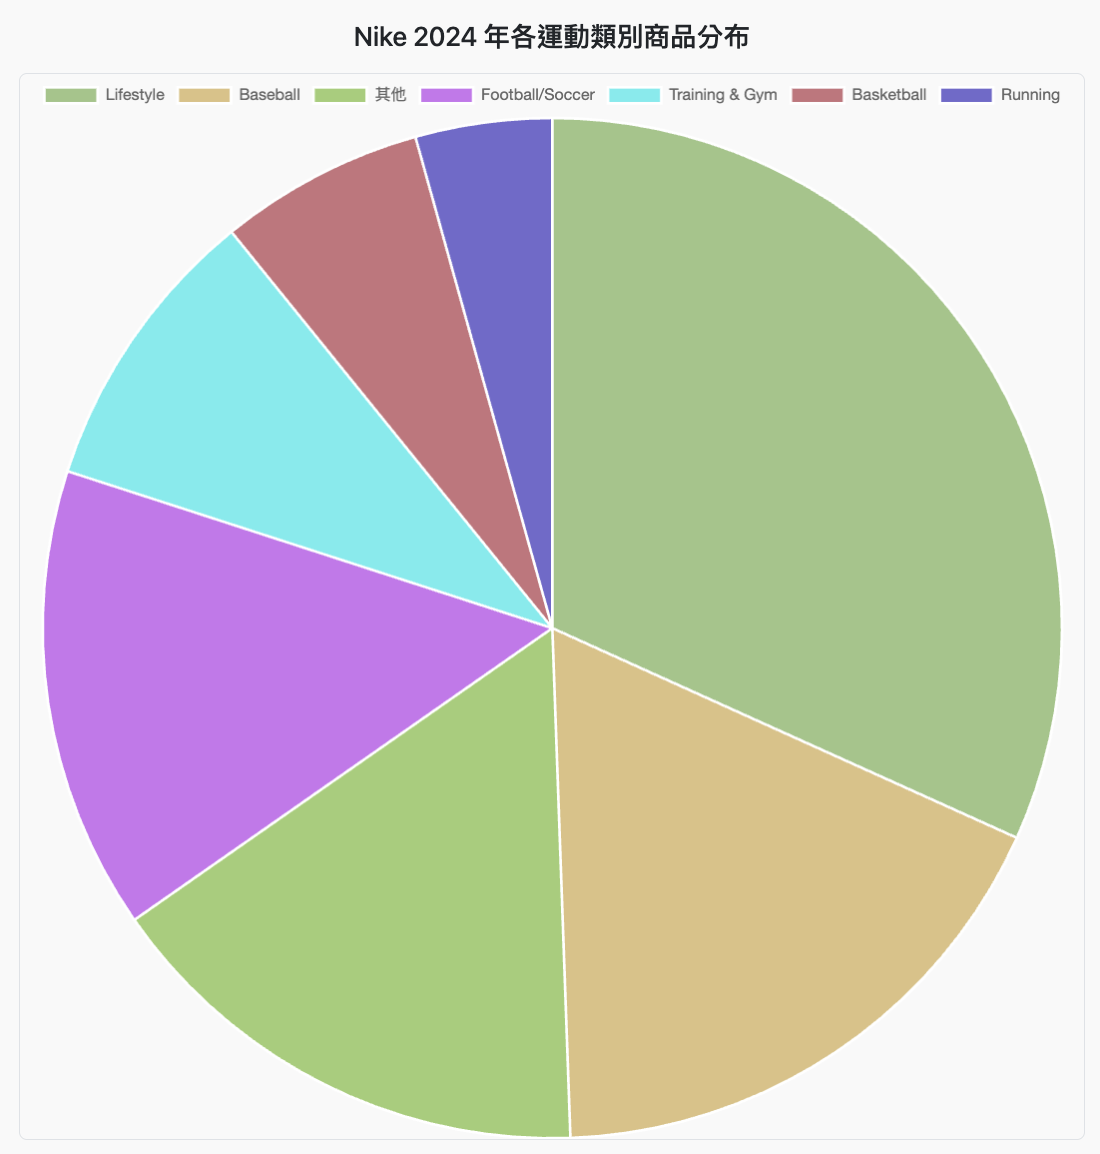 Nike 2024 年各運動類別商品分布
Lifestyle Baseball 其他 Football/Soccer Training & Gym Basketball Running